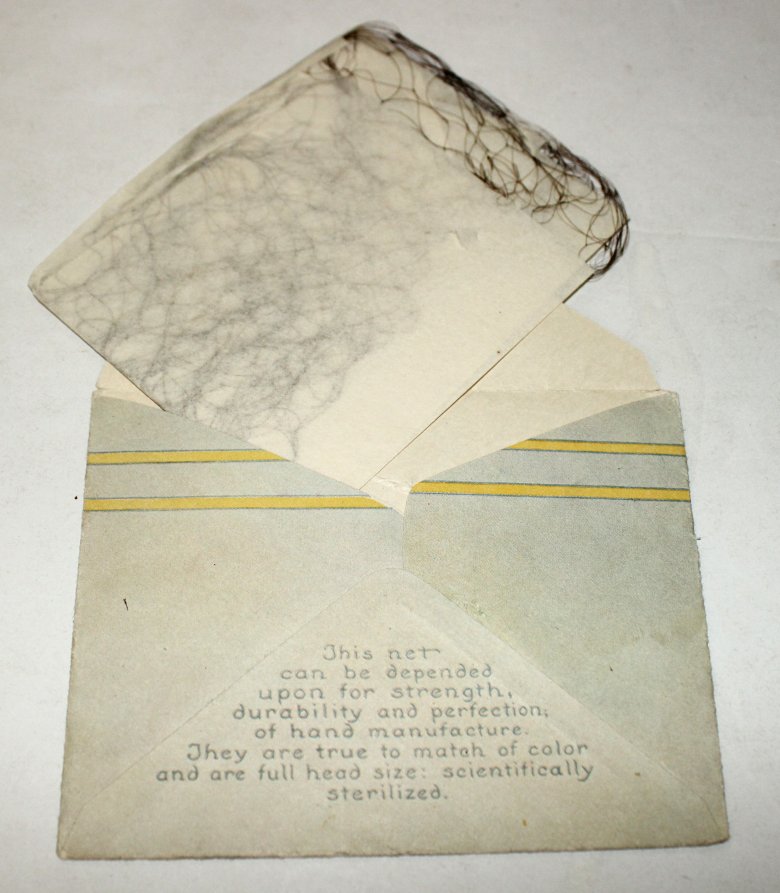 This net
can be depended
upon for strength,
durability and perfection;
of hand manufacture.
They are true to match of color
and are full head size: scientifically
sterilized.